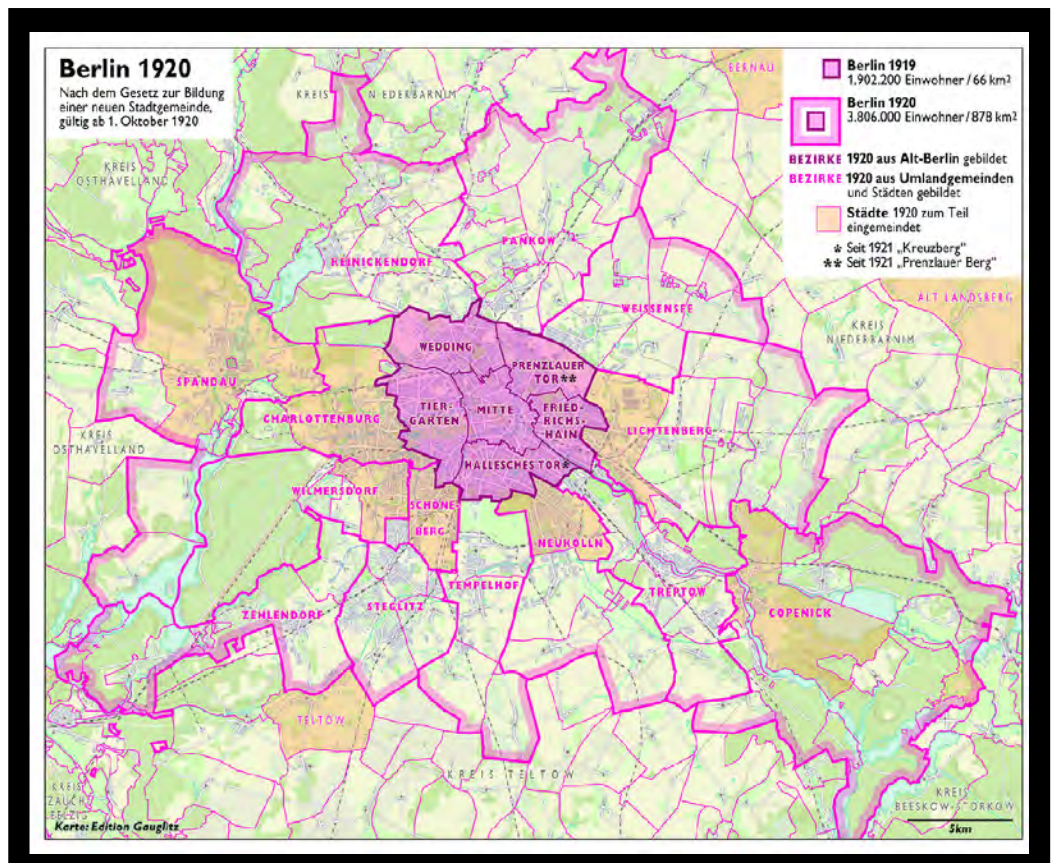 Berlin 1920
Nach dem Gesetz zur Bildung
einer neuen Stadtgemeinde,
gültig ab 1. Oktober 1920
Berlin 1919
1.902.200 Einwohner/66 km²
Berlin 1920
3.806.000 Einwohner/878 km²
BEZIRKE 1920 aus Alt-Berlin gebildet
BEZIRKE 1920 aus Umlandgemeinden
und Städten gebildet
Städte 1920 zum Teil
eingemeindet
* Seit 1921 „Kreuzberg"
** Seit 1921 „Prenzlauer Berg"
BERNAU
KREIS NIEDERBARNIM
KREIS
OSTHAVELLAND
PANKOW
REINICKENDORF
WEISSENSEE
ALT LANDSBERG
KREIS
NIEDERBARNIM
WEDDING
PRENZLAUER
TOR**
SPANDAU
TIER-
GARTEN
MITTE
FRIED-
RICHS-
HAIN
CHARLOTTENBURG
LICHTENBERG
KREIS
OSTHAVELLAND
HALLESCHES TOR*
WILMERSDORF
SCHÖNE-
BERG
NEUKÖLLN
TEMPELHOF
TREPTOW
STEGLITZ
ZEHLENDORF
COPENICK
TELTOW
KREIS TELTOW
KREIS
ZAUCH-
BELZIG
KREIS
BEESKOW-STORKOW
Karte: Edition Gauglitz
5km